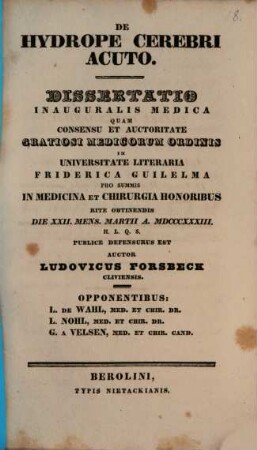 8.
DE
HYDROPE CEREBRI
ACUTO.
DISSERTATIO
INAUGURALIS MEDICA
QUAM
CONSENSU ET AUCTORITATE
GRATIOSI MEDICORUM ORDINIS
IN
UNIVERSITATE LITERARIA
FRIDERICA GUILELMA
PRO SUMMIS
IN MEDICINA ET CHIRURGIA HONORIBUS
RITE OBTINENDIS
DIE XXII. MENS. MARTII A. MDCCCXXXIII.
H. L. Q. S.
PUBLICE DEFENSURUS EST
AUCTOR
LUDOVICUS FORSBECK
CLIVIENSIS.
OPPONENTIBUS:
L. DE WAHL, MED. ET CHIR. DR.
L. NOHL, MED. ET CHIR. DR.
G. A VELSEN, MED. ET CHIR. CAND.
BEROLINI,
TYPIS NIETACKIANIS.